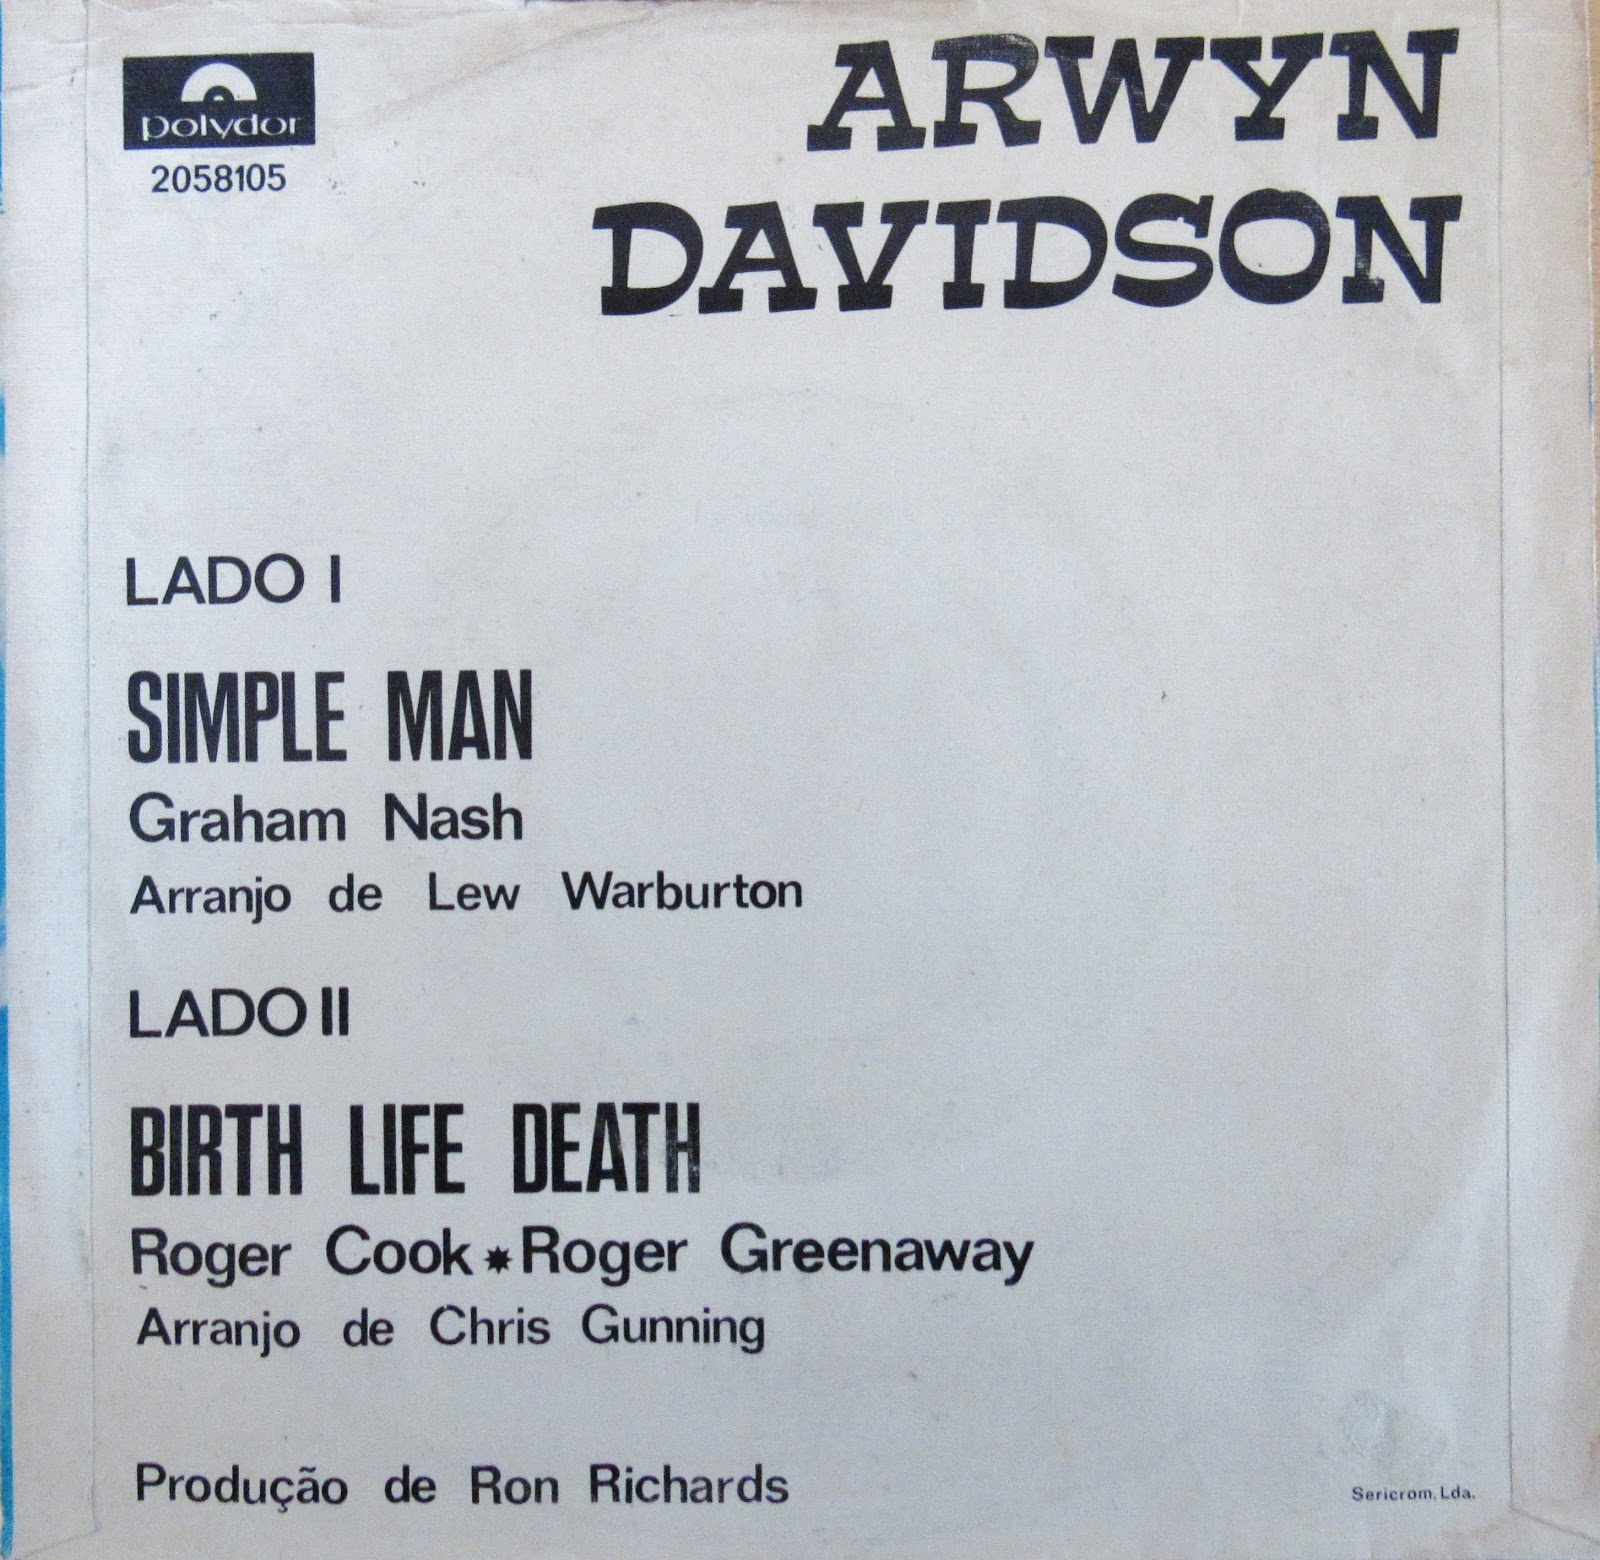 polydor
2058105
ARWYN
DAVIDSON
LADO I
SIMPLE MAN
Graham Nash
Arranjo de Lew Warburton
LADO II
BIRTH LIFE DEATH
Roger Cook ✷ Roger Greenaway
Arranjo de Chris Gunning
Produção de Ron Richards
Sericrom, Lda.